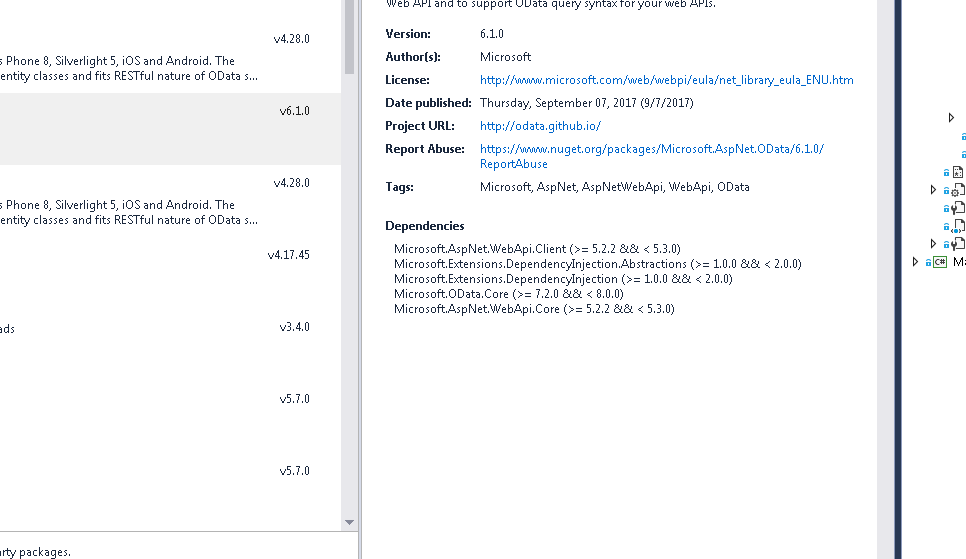 v4.28.0
s Phone 8, Silverlight 5, iOS and Android. The
entity classes and fits RESTful nature of OData s...
v6.1.0
v4.28.0
s Phone 8, Silverlight 5, iOS and Android. The
entity classes and fits RESTful nature of OData s...
v4.17.45
ads
v3.4.0
v5.7.0
v5.7.0
arty packages.
Web API and to support OData query syntax for your web APIs.
Version: 6.1.0
Author(s): Microsoft
License: http://www.microsoft.com/web/webpi/eula/net_library_eula_ENU.htm
Date published: Thursday, September 07, 2017 (9/7/2017)
Project URL: http://odata.github.io/
Report Abuse: https://www.nuget.org/packages/Microsoft.AspNet.OData/6.1.0/
ReportAbuse
Tags: Microsoft, AspNet, AspNetWebApi, WebApi, OData
Dependencies
Microsoft.AspNet.WebApi.Client (>= 5.2.2 && < 5.3.0)
Microsoft.Extensions.DependencyInjection.Abstractions (>= 1.0.0 && < 2.0.0)
Microsoft.Extensions.DependencyInjection (>= 1.0.0 && < 2.0.0)
Microsoft.OData.Core (>= 7.2.0 && < 8.0.0)
Microsoft.AspNet.WebApi.Core (>= 5.2.2 && < 5.3.0)
C# Ma